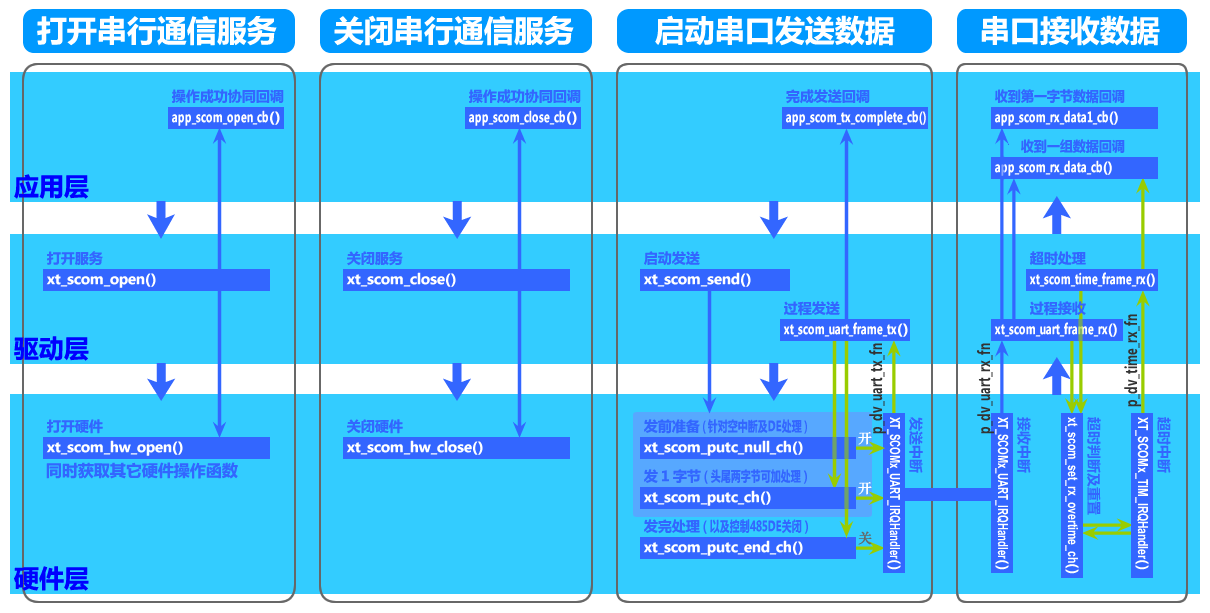 打开串行通信服务
关闭串行通信服务
启动串口发送数据
串口接收数据
操作成功协同回调
app_scom_open_cb()
操作成功协同回调
app_scom_close_cb()
完成发送回调
app_scom_tx_complete_cb()
收到第一字节数据回调
app_scom_rx_data1_cb()
收到一组数据回调
app_scom_rx_data_cb()
应用层
打开服务
xt_scom_open()
关闭服务
xt_scom_close()
启动发送
xt_scom_send()
超时处理
xt_scom_time_frame_rx()
过程发送
xt_scom_uart_frame_tx()
过程接收
xt_scom_uart_frame_rx()
驱动层
p_dv_uart_tx_fn
p_dv_uart_rx_fn
p_dv_time_rx_fn
打开硬件
xt_scom_hw_open()
同时获取其它硬件操作函数
关闭硬件
xt_scom_hw_close()
发前准备（针对空中断及DE处理）
xt_scom_putc_null_ch()
开
发 1 字节（头尾两字节可加处理）
xt_scom_putc_ch()
开
发完处理（以及控制485DE关闭）
xt_scom_putc_end_ch()
关
XT_SCOMx_UART_IRQHandler()
发送中断
XT_SCOMx_UART_IRQHandler()
接收中断
xt_scom_set_rx_overtime_ch()
超时判断及重置
XT_SCOMx_TIM_IRQHandler()
超时中断
硬件层